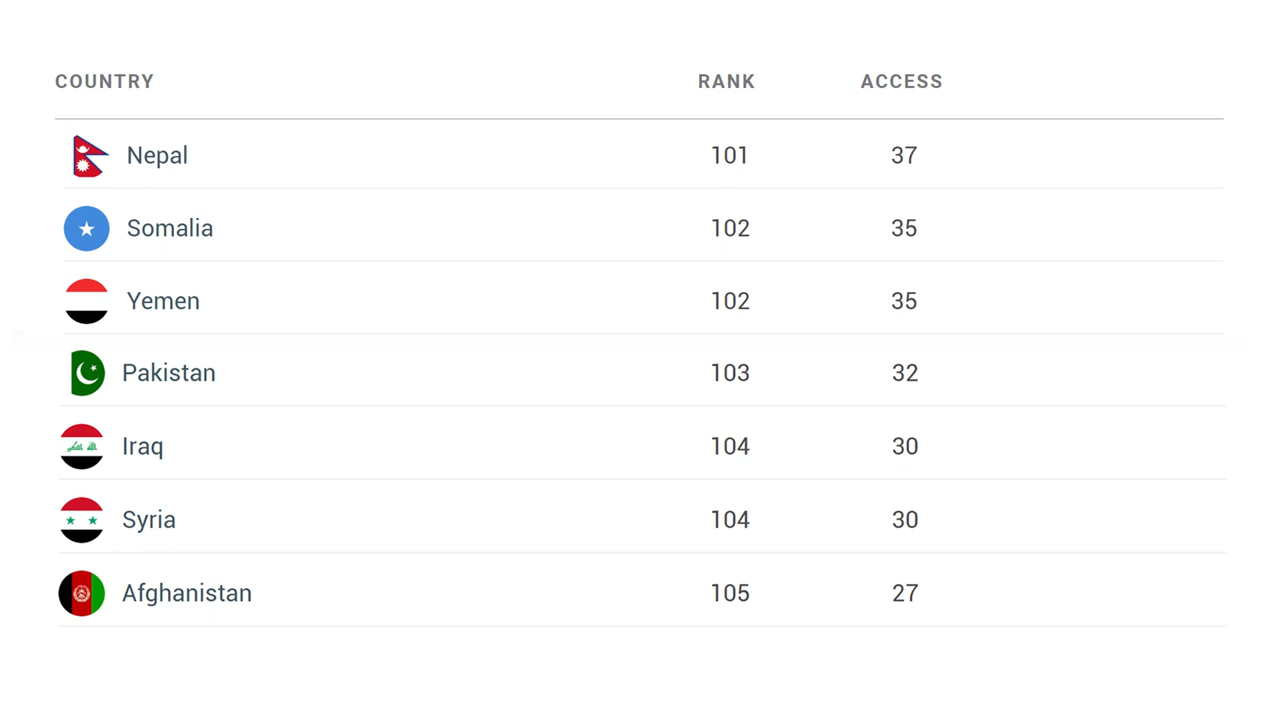 COUNTRY RANK ACCESS
Nepal 101 37
Somalia 102 35
Yemen 102 35
Pakistan 103 32
Iraq 104 30
Syria 104 30
Afghanistan 105 27